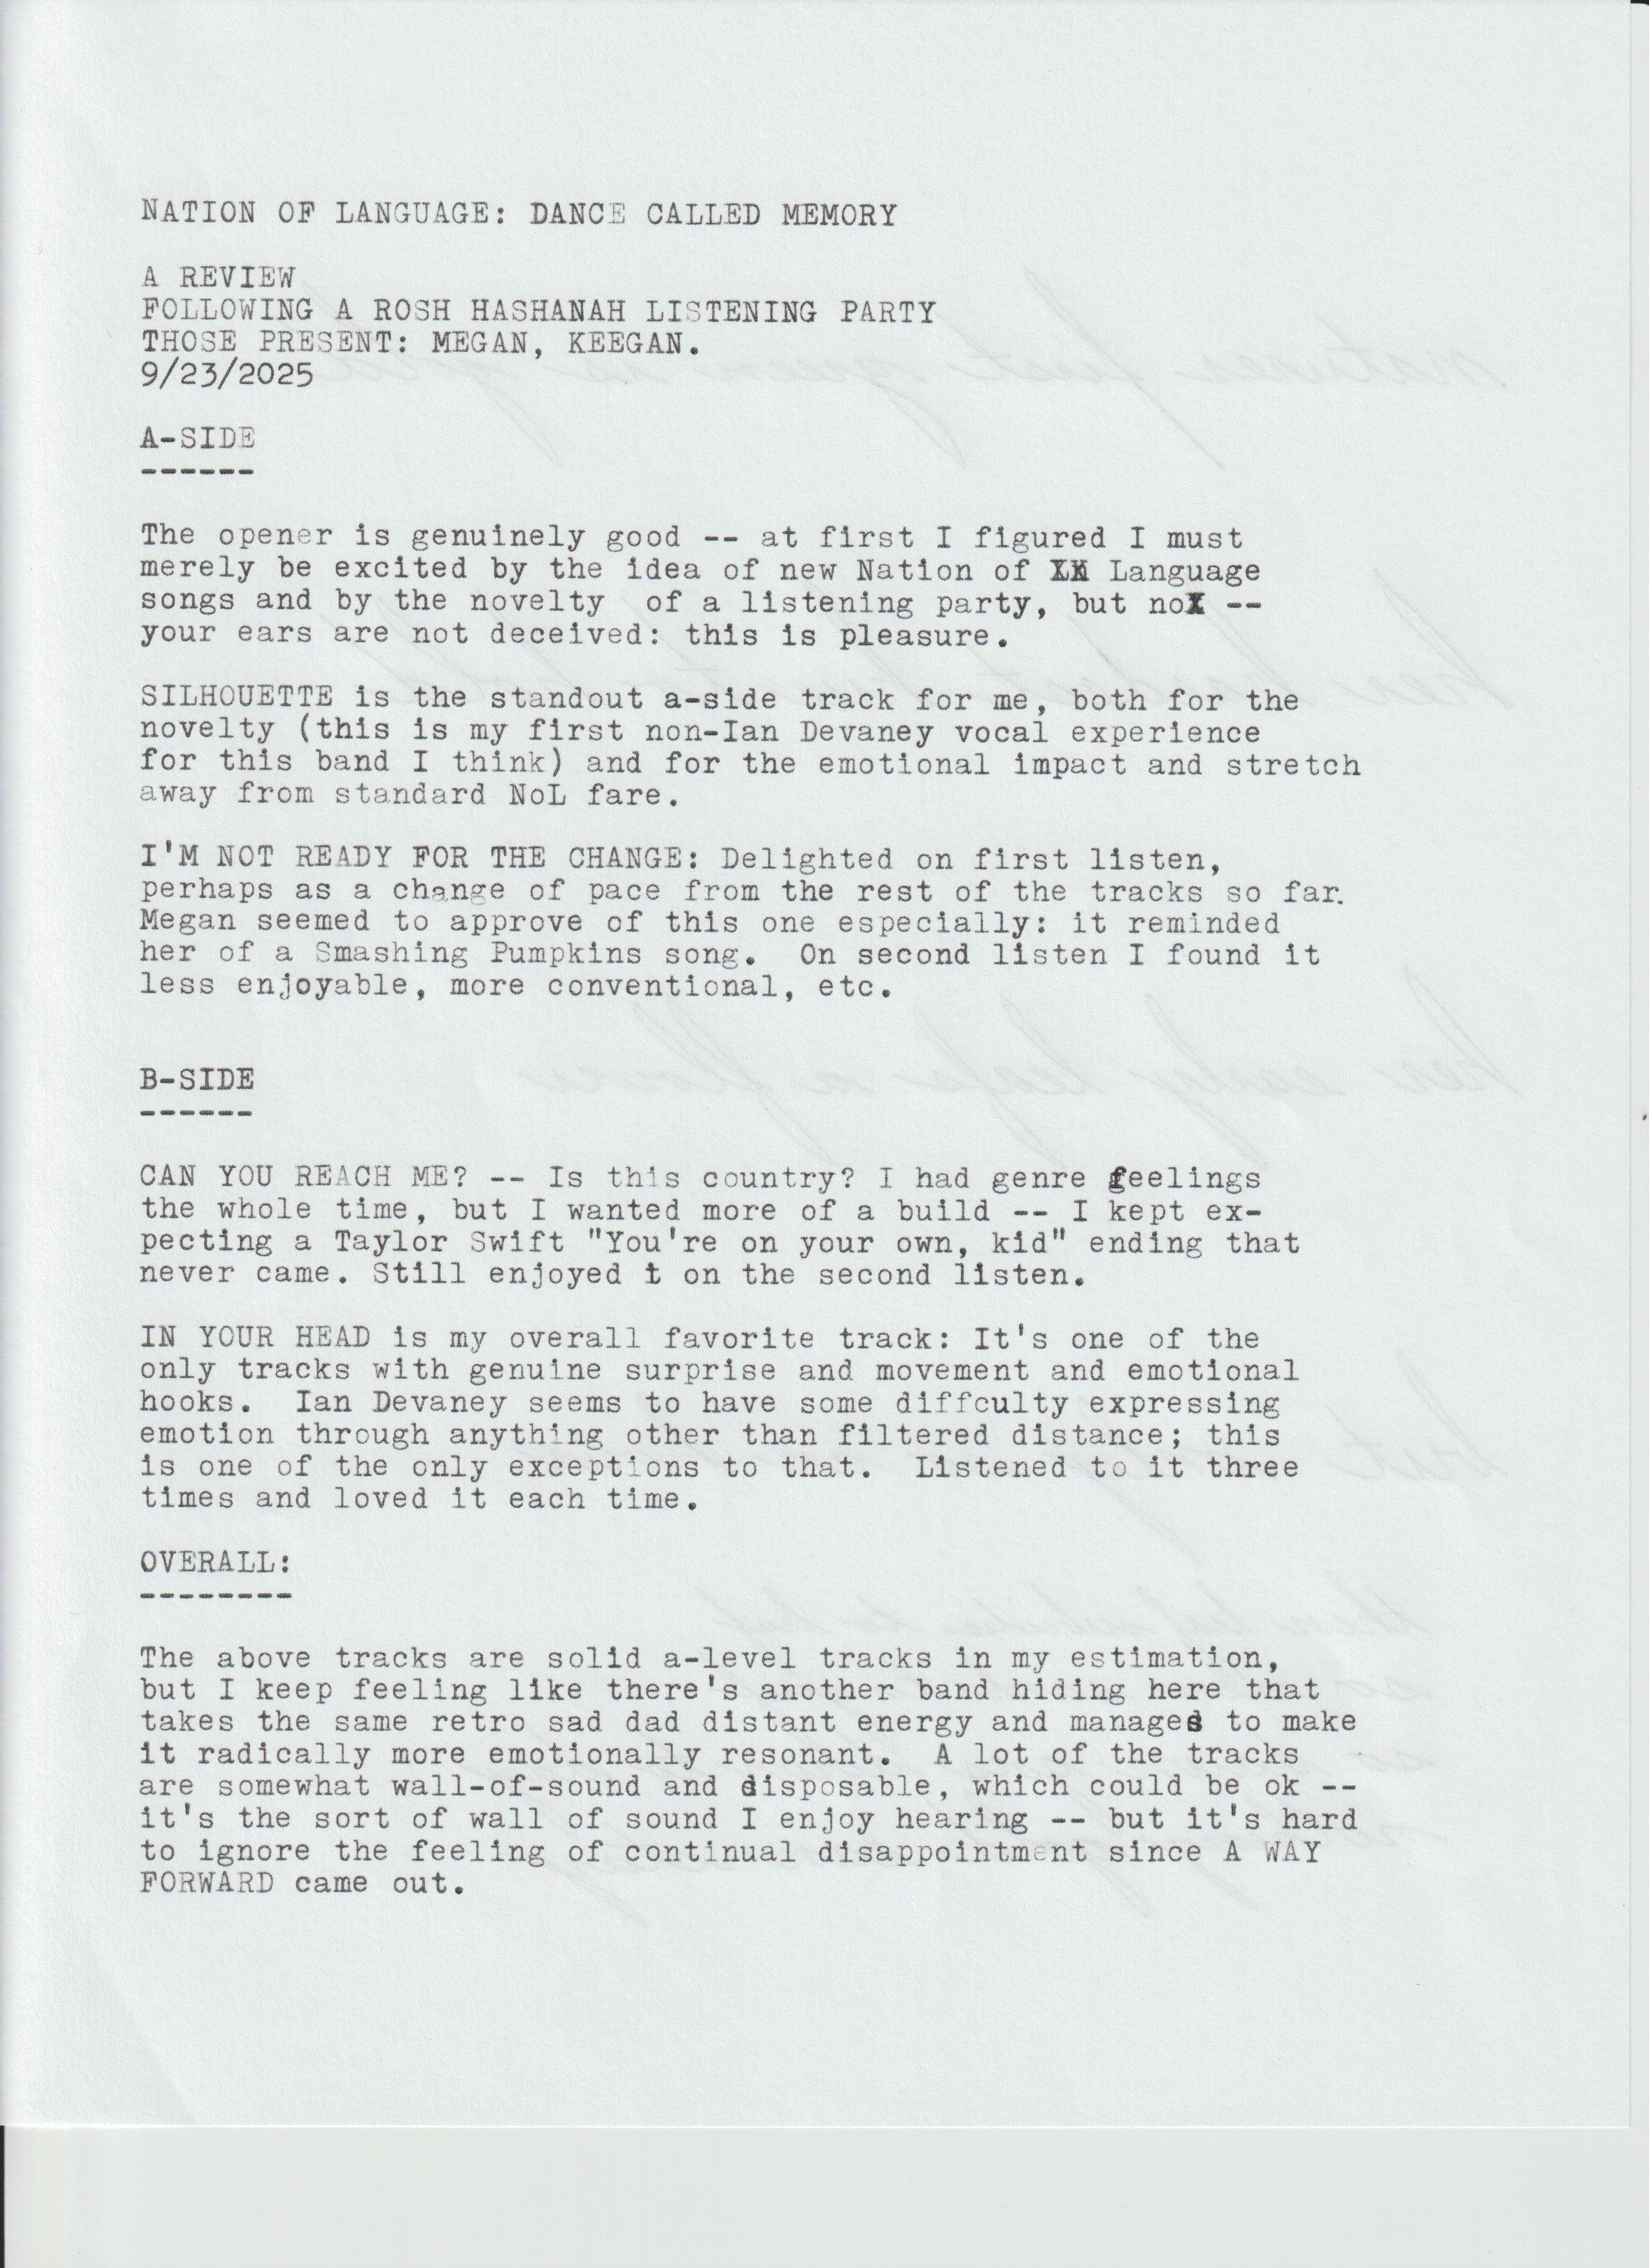 NATION OF LANGUAGE: DANCE CALLED MEMORY
A REVIEW
FOLLOWING A ROSH HASHANAH LISTENING PARTY
THOSE PRESENT: MEGAN, KEEGAN.
9/23/2025
A-SIDE
------
The opener is genuinely good -- at first I figured I must
merely be excited by the idea of new Nation of XX Language
songs and by the novelty  of a listening party, but noX --
your ears are not deceived: this is pleasure.
SILHOUETTE is the standout a-side track for me, both for the
novelty (this is my first non-Ian Devaney vocal experience
for this band I think) and for the emotional impact and stretch
away from standard NoL fare.
I'M NOT READY FOR THE CHANGE: Delighted on first listen,
perhaps as a change of pace from the rest of the tracks so far.
Megan seemed to approve of this one especially: it reminded
her of a Smashing Pumpkins song.  On second listen I found it
less enjoyable, more conventional, etc.
B-SIDE
------
CAN YOU REACH ME? -- Is this country? I had genre feelings
the whole time, but I wanted more of a build -- I kept ex-
pecting a Taylor Swift "You're on your own, kid" ending that
never came. Still enjoyed t on the second listen.
IN YOUR HEAD is my overall favorite track: It's one of the
only tracks with genuine surprise and movement and emotional
hooks.  Ian Devaney seems to have some diffculty expressing
emotion through anything other than filtered distance; this
is one of the only exceptions to that.  Listened to it three
times and loved it each time.
OVERALL:
--------
The above tracks are solid a-level tracks in my estimation,
but I keep feeling like there's another band hiding here that
takes the same retro sad dad distant energy and manages to make
it radically more emotionally resonant.  A lot of the tracks
are somewhat wall-of-sound and disposable, which could be ok --
it's the sort of wall of sound I enjoy hearing -- but it's hard
to ignore the feeling of continual disappointment since A WAY
FORWARD came out.